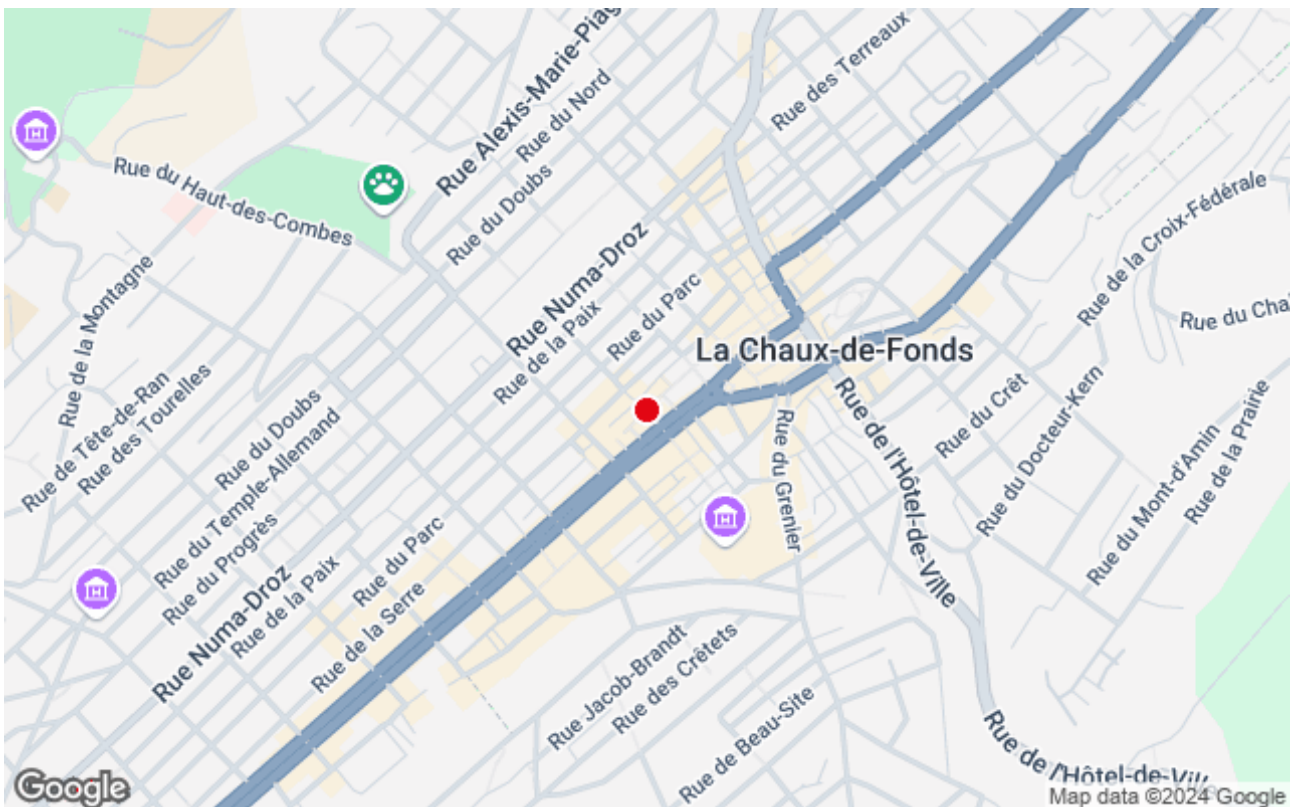 Rue Alexis-Marie-Piag
Rue des Terreaux
Rue du Nord
Rue du Haut-des-Combes
Rue du Doubs
Rue de la Croix-Fédérale
Rue Numa-Droz
Rue de la Montagne
Rue de la Paix
Rue du Parc
Rue du Cha
La Chaux-de-Fonds
Rue de Tête-de-Ran
Rue des Tourelles
Rue du Doubs
Rue du Temple-Allemand
Rue du Progrès
Rue du Crêt
Rue de l'Hôtel-de-Ville
Rue du Grenier
Rue du Docteur-Kern
Rue du Mont-d'Amin
Rue de la Prairie
Rue Numa-Droz
Rue de la Paix
Rue du Parc
Rue de la Serre
Rue Jacob-Brandt
Rue des Crêtets
Rue de Beau-Site
Rue de l'Hôtel-de-Ville
Google
Map data ©2024 Google